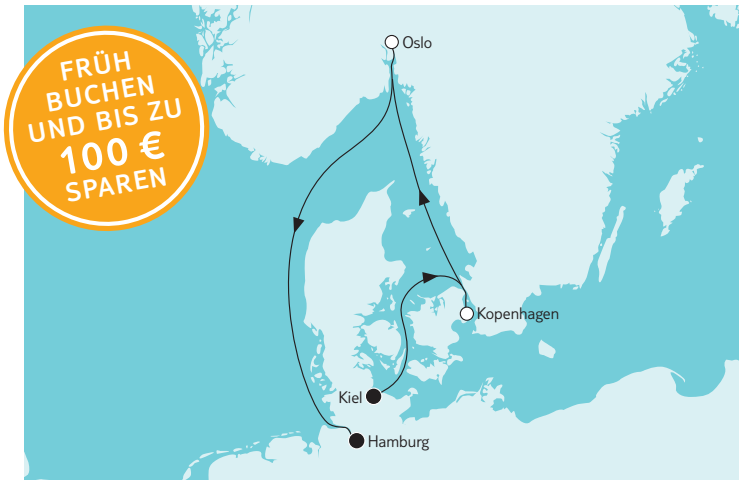 FRÜH
BUCHEN
UND BIS ZU
100 €
SPAREN
Oslo
Kopenhagen
Kiel
Hamburg